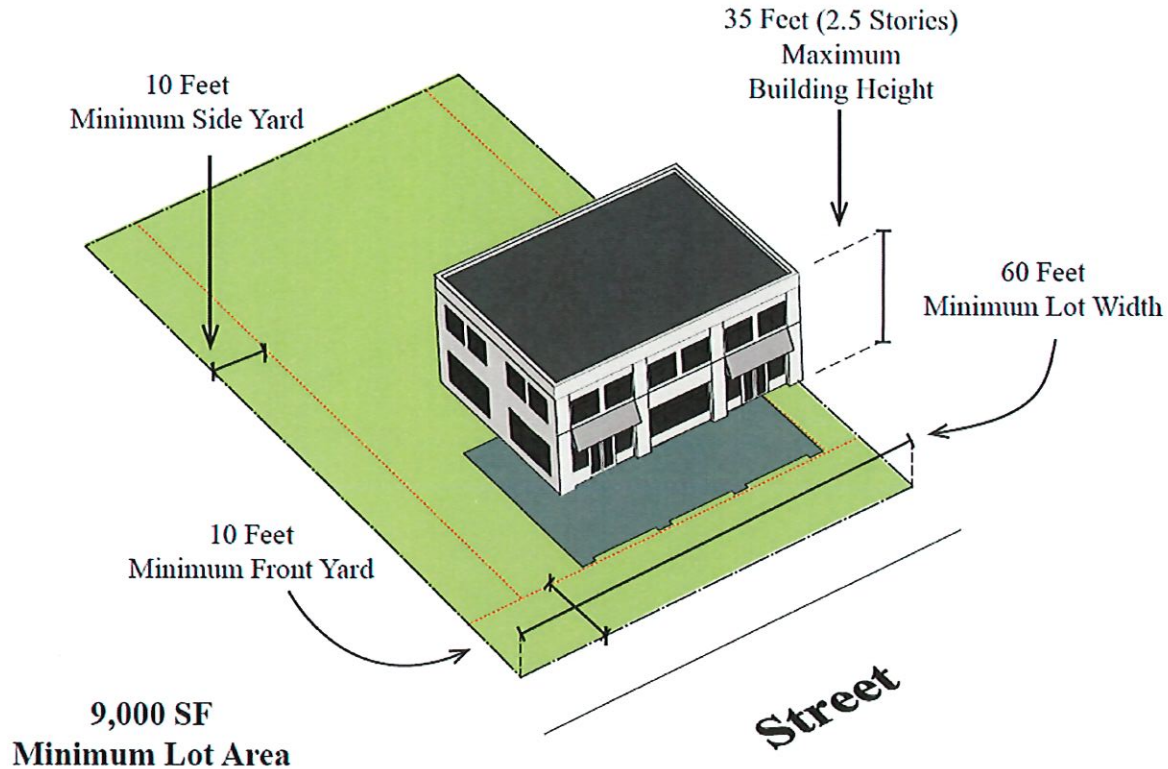 35 Feet (2.5 Stories)
Maximum
Building Height
10 Feet
Minimum Side Yard
60 Feet
Minimum Lot Width
10 Feet
Minimum Front Yard
Street
9,000 SF
Minimum Lot Area